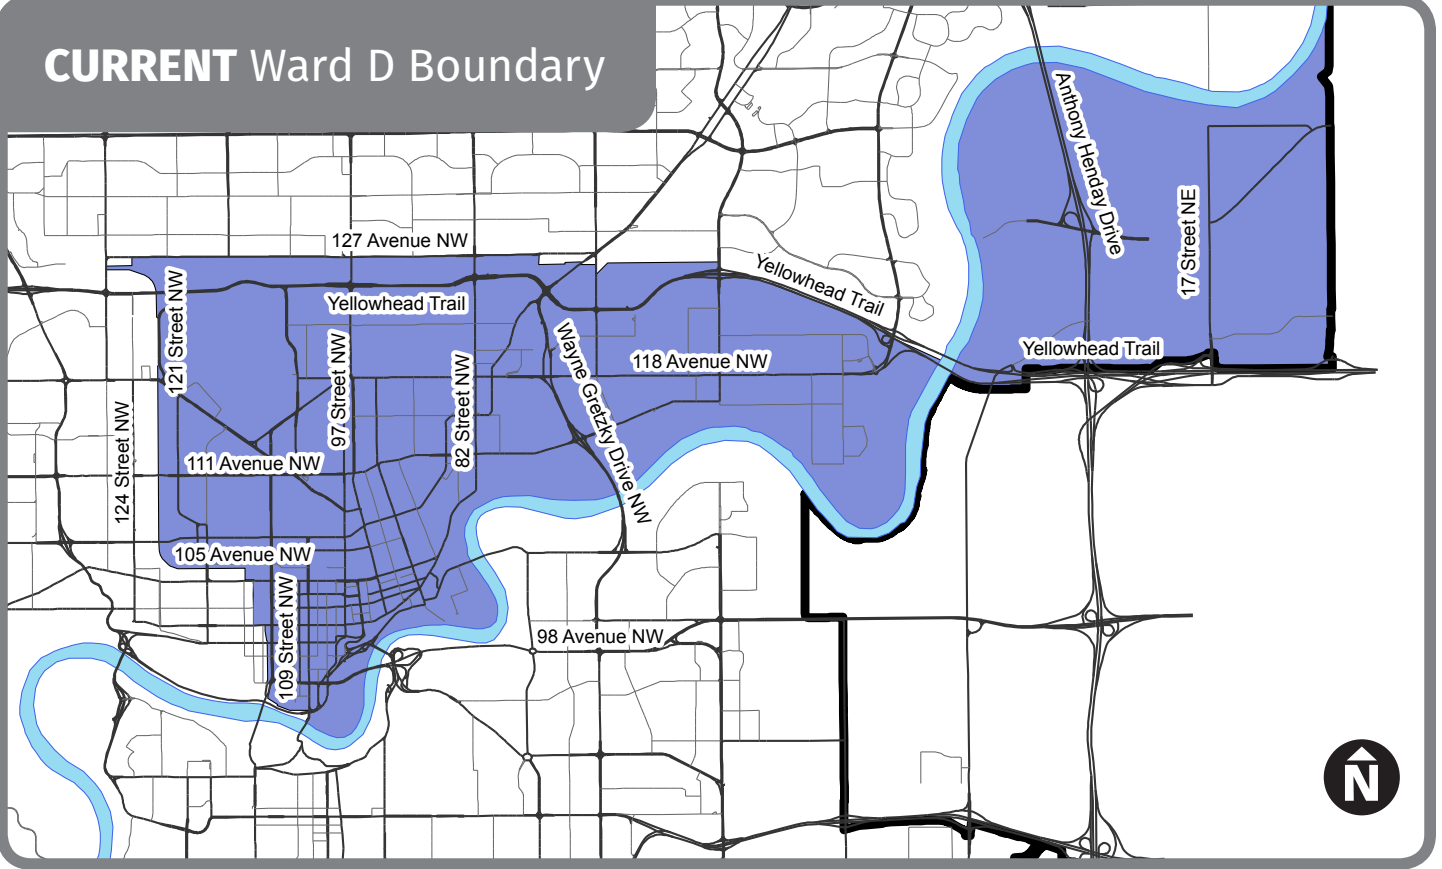 CURRENT Ward D Boundary
127 Avenue NW
Anthony Henday Drive
17 Street NE
Yellowhead Trail
121 Street NW
Yellowhead Trail
Yellowhead Trail
97 Street NW
82 Street NW
Wayne Gretzky Drive NW
118 Avenue NW
124 Street NW
111 Avenue NW
105 Avenue NW
109 Street NW
98 Avenue NW
N